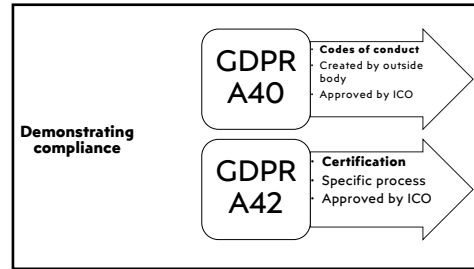 Demonstrating
compliance
GDPR
A40
· Codes of conduct
· Created by outside
body
· Approved by ICO
GDPR
A42
· Certification
· Specific process
· Approved by ICO